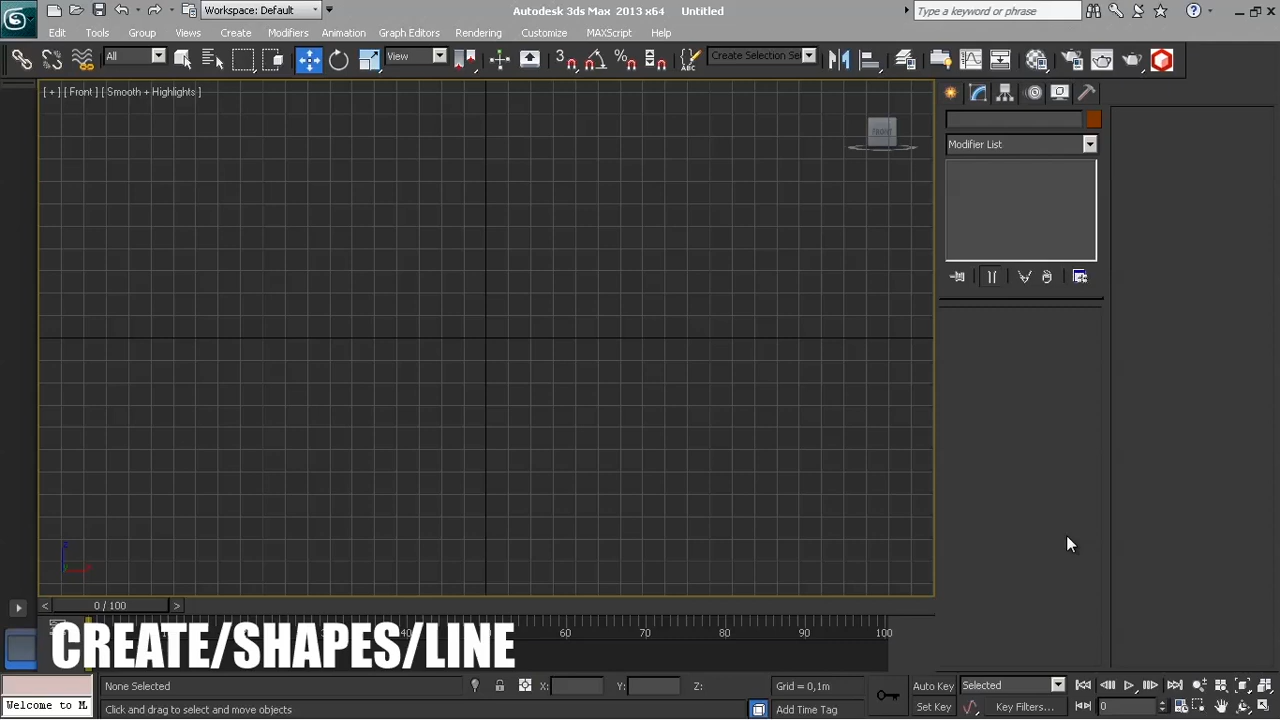 Workspace: Default
Autodesk 3ds Max 2013 x64 Untitled
Type a keyword or phrase
Edit Tools Group Views Create Modifiers Animation Graph Editors Rendering Customize MAXScript Help
All
View
3
%
ABC
Create Selection Se
[ + ] [ Front ] [ Smooth + Highlights ]
FRONT
Modifier List
z
x
0 / 100
60 70 80 90 100
CREATE/SHAPES/LINE
None Selected
X:
Y:
Z:
Grid = 0,1m
Auto Key
Selected
Welcome to M
Click and drag to select and move objects
Add Time Tag
Set Key
Key Filters...
0